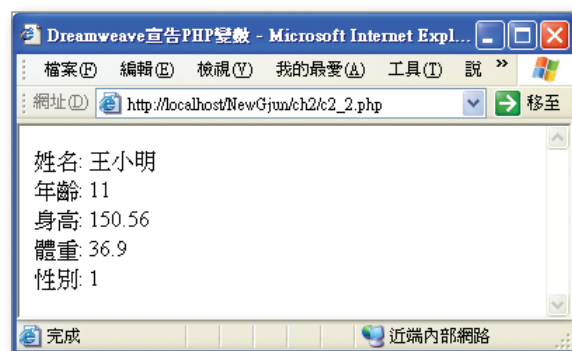 Dreamweave宣告PHP變數 - Microsoft Internet Expl...
檔案(F) 編輯(E) 檢視(V) 我的最愛(A) 工具(T) 說 »
網址(D) http://localhost/NewGjun/ch2/c2_2.php 移至
姓名: 王小明
年齡: 11
身高: 150.56
體重: 36.9
性別: 1
完成 近端內部網路